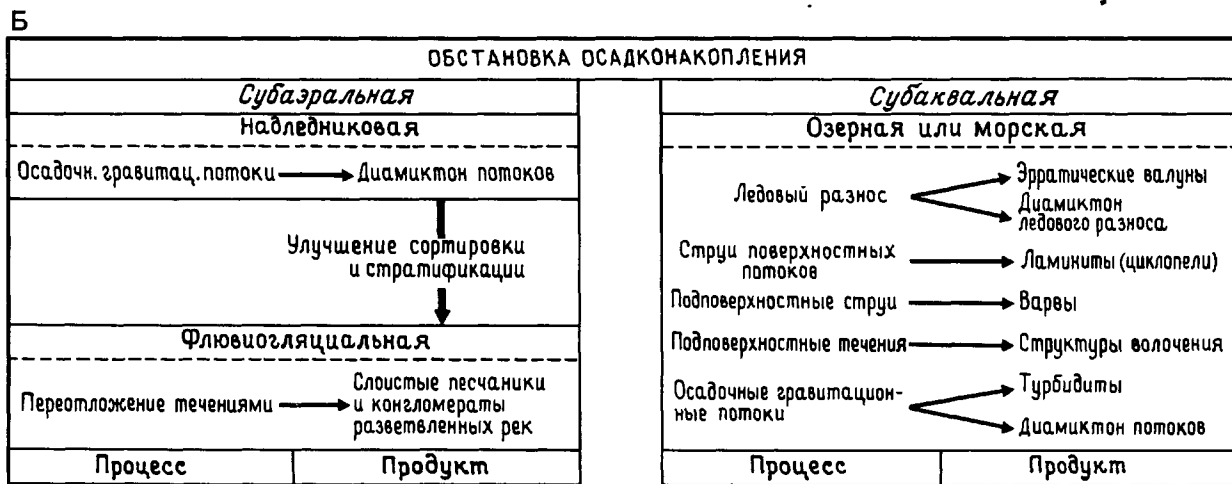 Б
ОБСТАНОВКА ОСАДКОНАКОПЛЕНИЯ
Субаэральная
Надледниковая
Осадочн. гравитац. потоки
Диамиктон потоков
Улучшение сортировки
и стратификации
Флювиогляциальная
Переотложение течениями
Слоистые песчаники
и конгломераты
разветвленных рек
Процесс
Продукт
Субаквальная
Озерная или морская
Ледовый разнос
Эрратические валуны
Диамиктон
ледового разноса
Струи поверхностных
потоков
Ламиниты (циклопели)
Подповерхностные струи
Варвы
Подповерхностные течения
Структуры волочения
Осадочные гравитацион-
ные потоки
Турбидиты
Диамиктон потоков
Процесс
Продукт